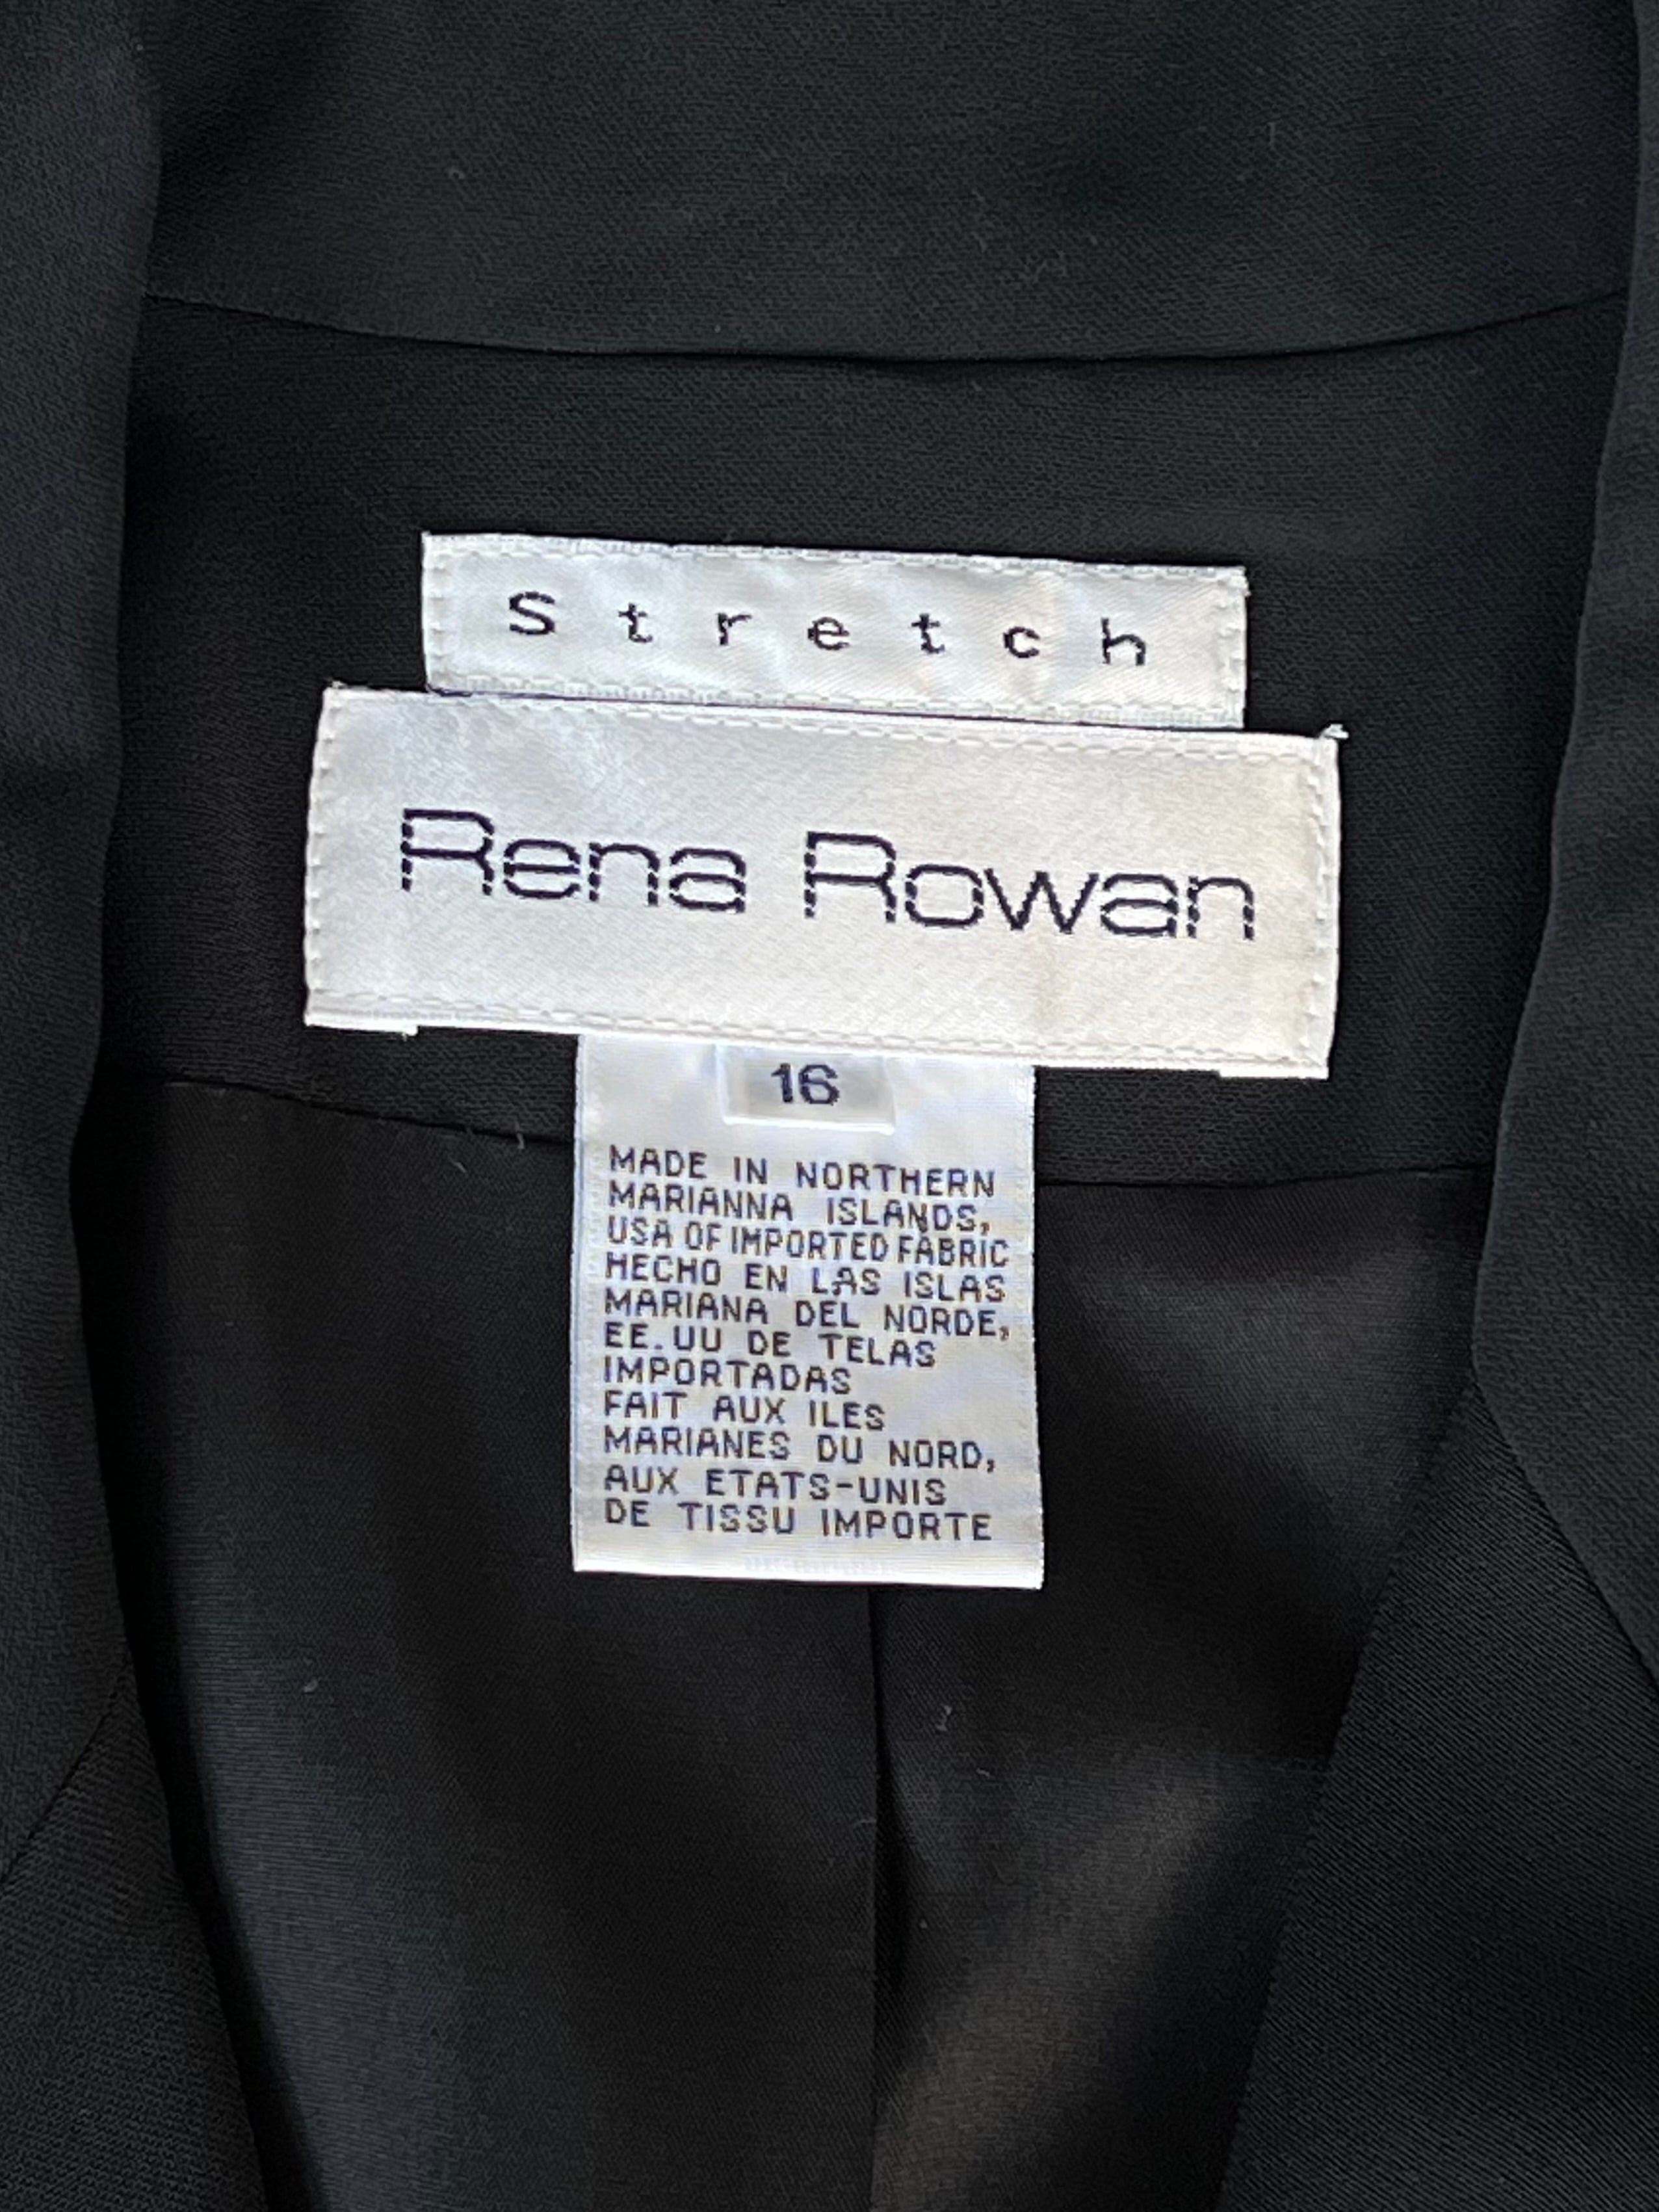 Stretch
Rena Rowan
16
MADE IN NORTHERN
MARIANNA ISLANDS,
USA OF IMPORTED FABRIC
HECHO EN LAS ISLAS
MARIANA DEL NORDE,
EE.UU DE TELAS
IMPORTADAS
FAIT AUX ILES
MARIANES DU NORD,
AUX ETATS-UNIS
DE TISSU IMPORTE